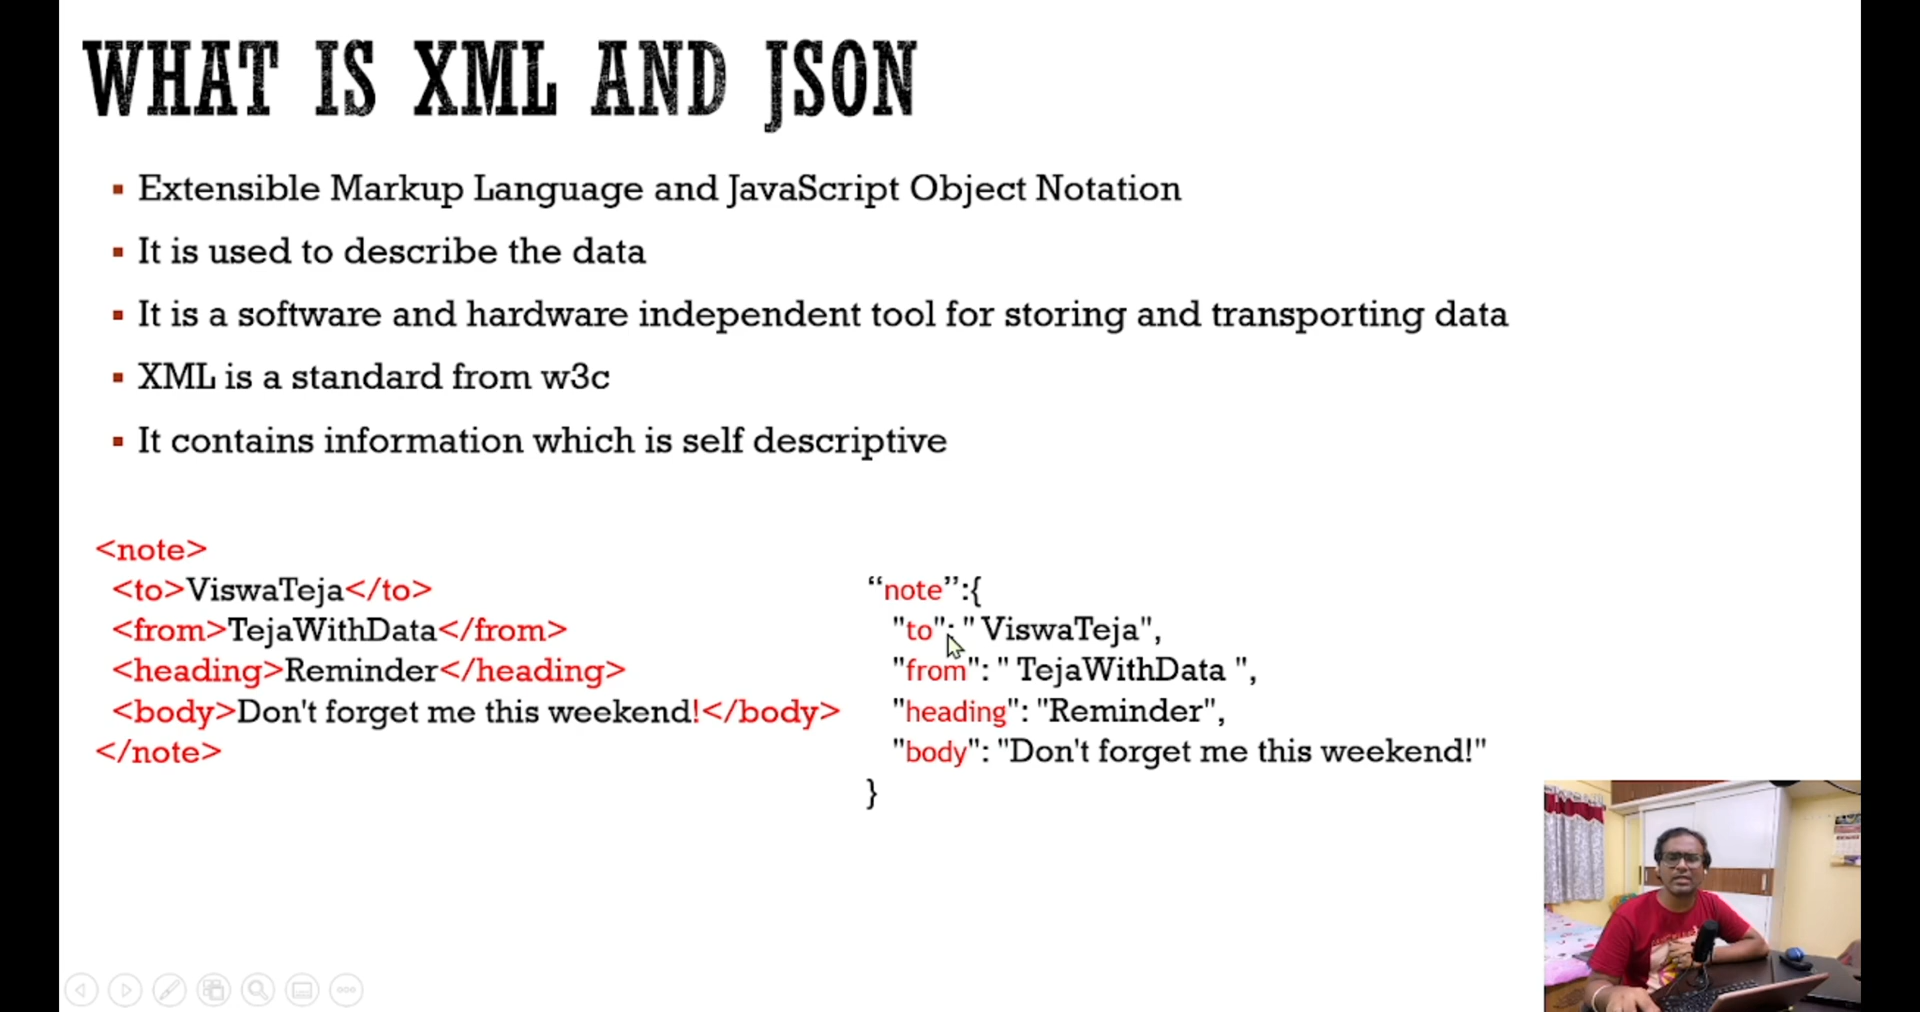 WHAT IS XML AND JSON
Extensible Markup Language and JavaScript Object Notation
It is used to describe the data
It is a software and hardware independent tool for storing and transporting data
XML is a standard from w3c
It contains information which is self descriptive
<note>
<to>ViswaTeja</to>
<from>TejaWithData</from>
<heading>Reminder</heading>
<body>Don't forget me this weekend!</body>
</note>
“note”:{
"to": " ViswaTeja",
"from": " TejaWithData ",
"heading": "Reminder",
"body": "Don't forget me this weekend!"
}